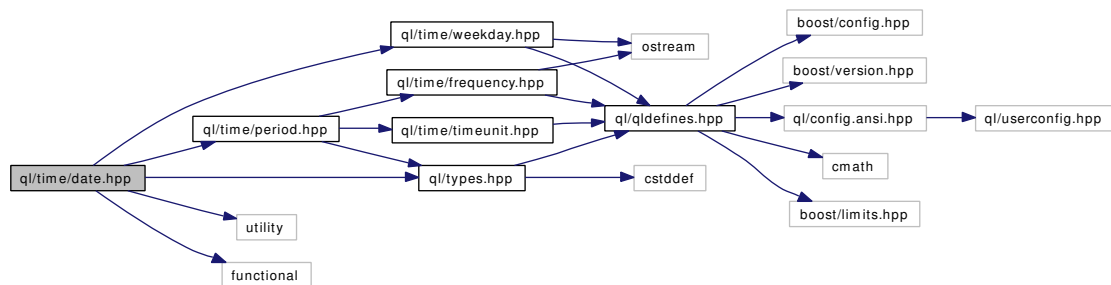 boost/config.hpp
ql/time/weekday.hpp
ostream
boost/version.hpp
ql/time/frequency.hpp
ql/qldefines.hpp
ql/config.ansi.hpp
ql/userconfig.hpp
ql/time/period.hpp
ql/time/timeunit.hpp
cmath
ql/time/date.hpp
ql/types.hpp
cstddef
boost/limits.hpp
utility
functional